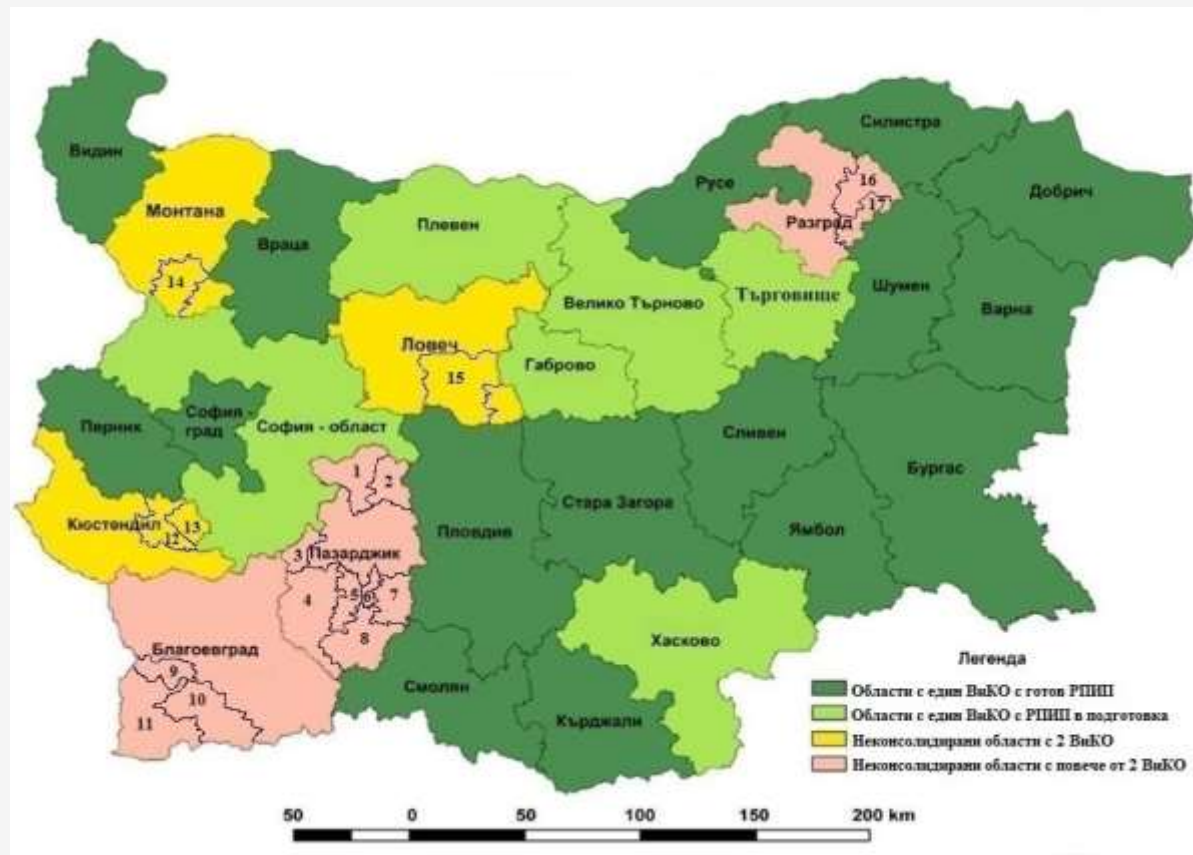 Силистра
Видин
Русе
Добрич
16
17
Монтана
Плевен
Разград
Враца
14
Шумен
Търговище
Велико Търново
Варна
Ловеч
Габрово
15
София -
град
Перник
София - област
Сливен
Бургас
1
2
Стара Загора
Кюстендил
13
12
Пловдив
Ямбол
3
Пазарджик
4
5
6
7
8
Благоевград
Хасково
9
10
11
Смолян
Кърджали
Легенда
Области с един ВиКО с готов РПИП
Области с един ВиКО с РПИП в подготовка
Неконсолидирани области с 2 ВиКО
Неконсолидирани области с повече от 2 ВиКО
50 0 50 100 150 200 km